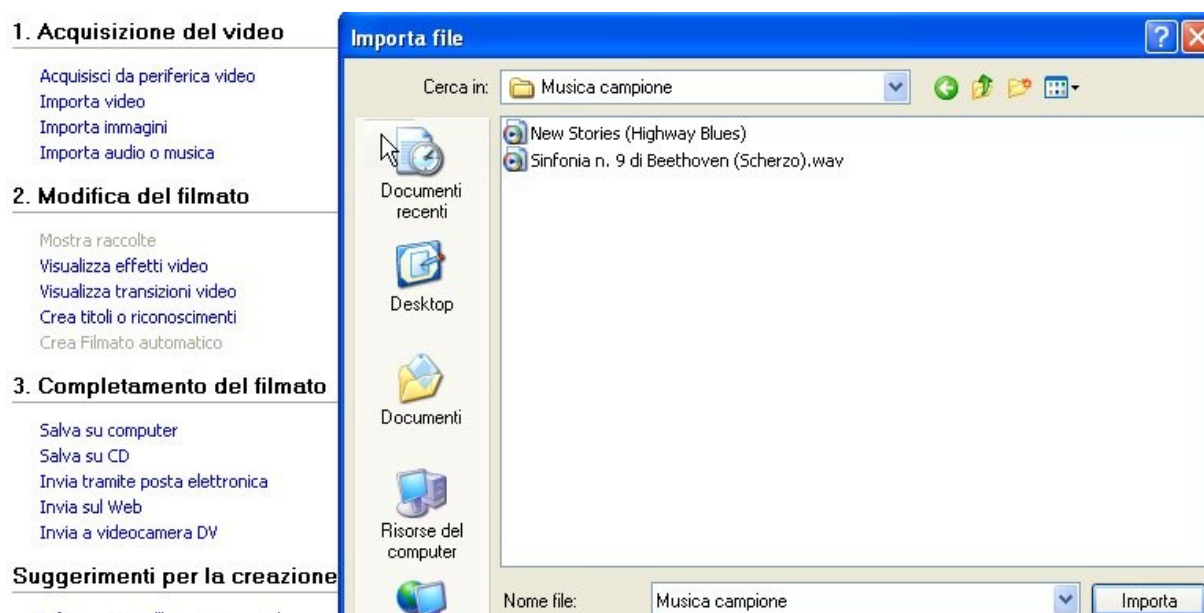 1. Acquisizione del video
Acquisisci da periferica video
Importa video
Importa immagini
Importa audio o musica
2. Modifica del filmato
Mostra raccolte
Visualizza effetti video
Visualizza transizioni video
Crea titoli o riconoscimenti
Crea Filmato automatico
3. Completamento del filmato
Salva su computer
Salva su CD
Invia tramite posta elettronica
Invia sul Web
Invia a videocamera DV
Suggerimenti per la creazione
Importa file
Cerca in:
Musica campione
New Stories (Highway Blues)
Sinfonia n. 9 di Beethoven (Scherzo).wav
Documenti
recenti
Desktop
Documenti
Risorse del
computer
Nome file:
Musica campione
Importa